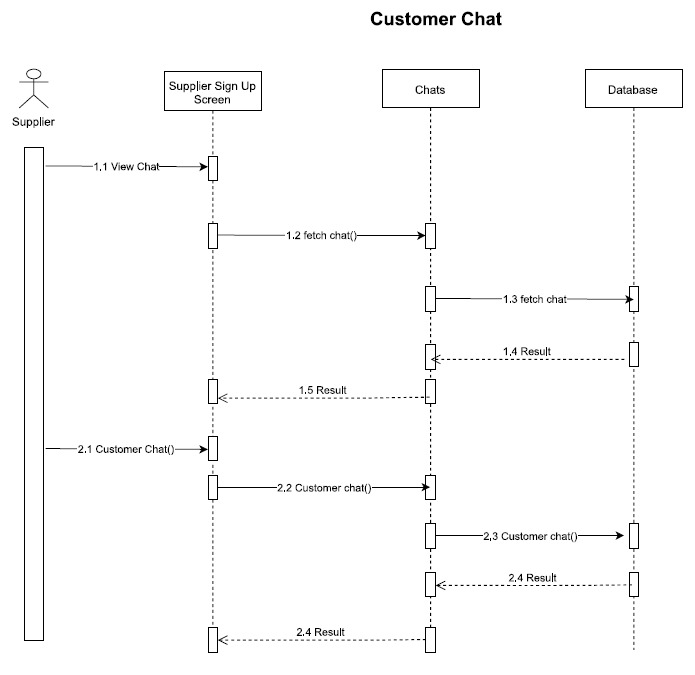 Customer Chat
Supplier Sign Up
Screen
Chats
Database
Supplier
1.1 View Chat
1.2 fetch chat()
1.3 fetch chat
1.4 Result
1.5 Result
2.1 Customer Chat()
2.2 Customer chat()
2.3 Customer chat()
2.4 Result
2.4 Result